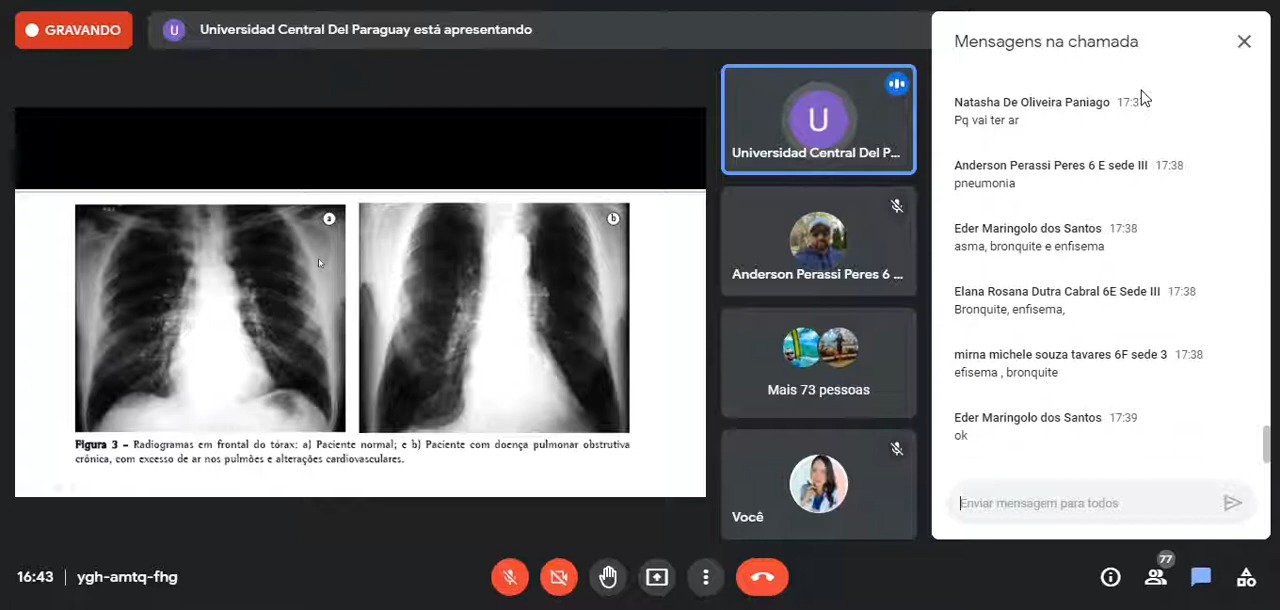 GRAVANDO
U
Universidad Central Del Paraguay está apresentando
a
b
Figura 3 – Radiogramas em frontal do tórax: a) Paciente normal; e b) Paciente com doença pulmonar obstrutiva
crônica, com excesso de ar nos pulmões e alterações cardiovasculares.
U
Universidad Central Del P...
Anderson Perassi Peres 6 ...
Mais 73 pessoas
Você
Mensagens na chamada
Natasha De Oliveira Paniago
Pq vai ter ar
Anderson Perassi Peres 6 E sede III 17:38
pneumonia
Eder Maringolo dos Santos 17:38
asma, bronquite e enfisema
Elana Rosana Dutra Cabral 6E Sede III 17:38
Bronquite, enfisema,
mirna michele souza tavares 6F sede 3 17:38
efisema , bronquite
Eder Maringolo dos Santos 17:39
ok
Enviar mensagem para todos
16:43 | ygh-amtq-fhg
77